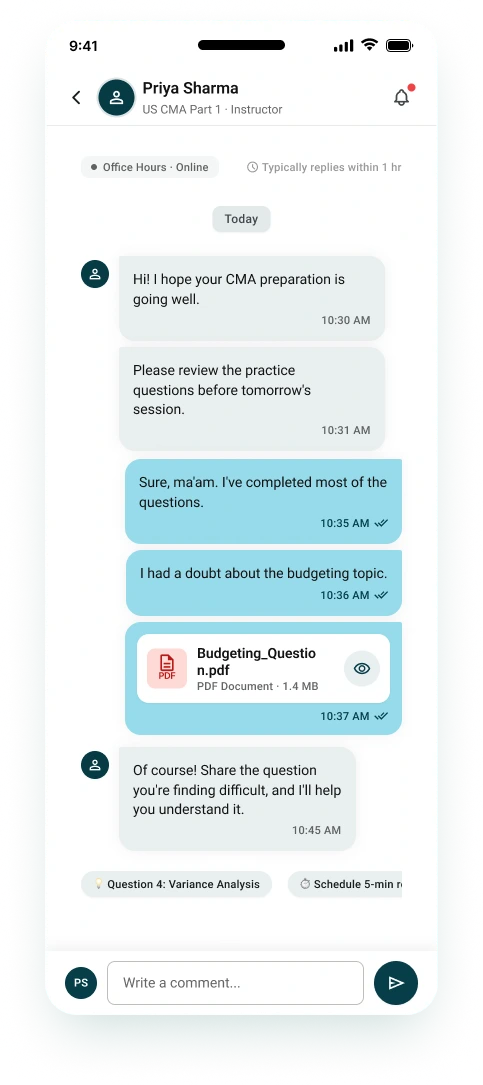 9:41
Priya Sharma
US CMA Part 1 · Instructor
Office Hours · Online
Typically replies within 1 hr
Today
Hi! I hope your CMA preparation is
going well.
10:30 AM
Please review the practice
questions before tomorrow's
session.
10:31 AM
Sure, ma'am. I've completed most of the
questions.
10:35 AM
I had a doubt about the budgeting topic.
10:36 AM
PDF
Budgeting_Questio
n.pdf
PDF Document · 1.4 MB
10:37 AM
Of course! Share the question
you're finding difficult, and I'll help
you understand it.
10:45 AM
Question 4: Variance Analysis
Schedule 5-min
PS
Write a comment...